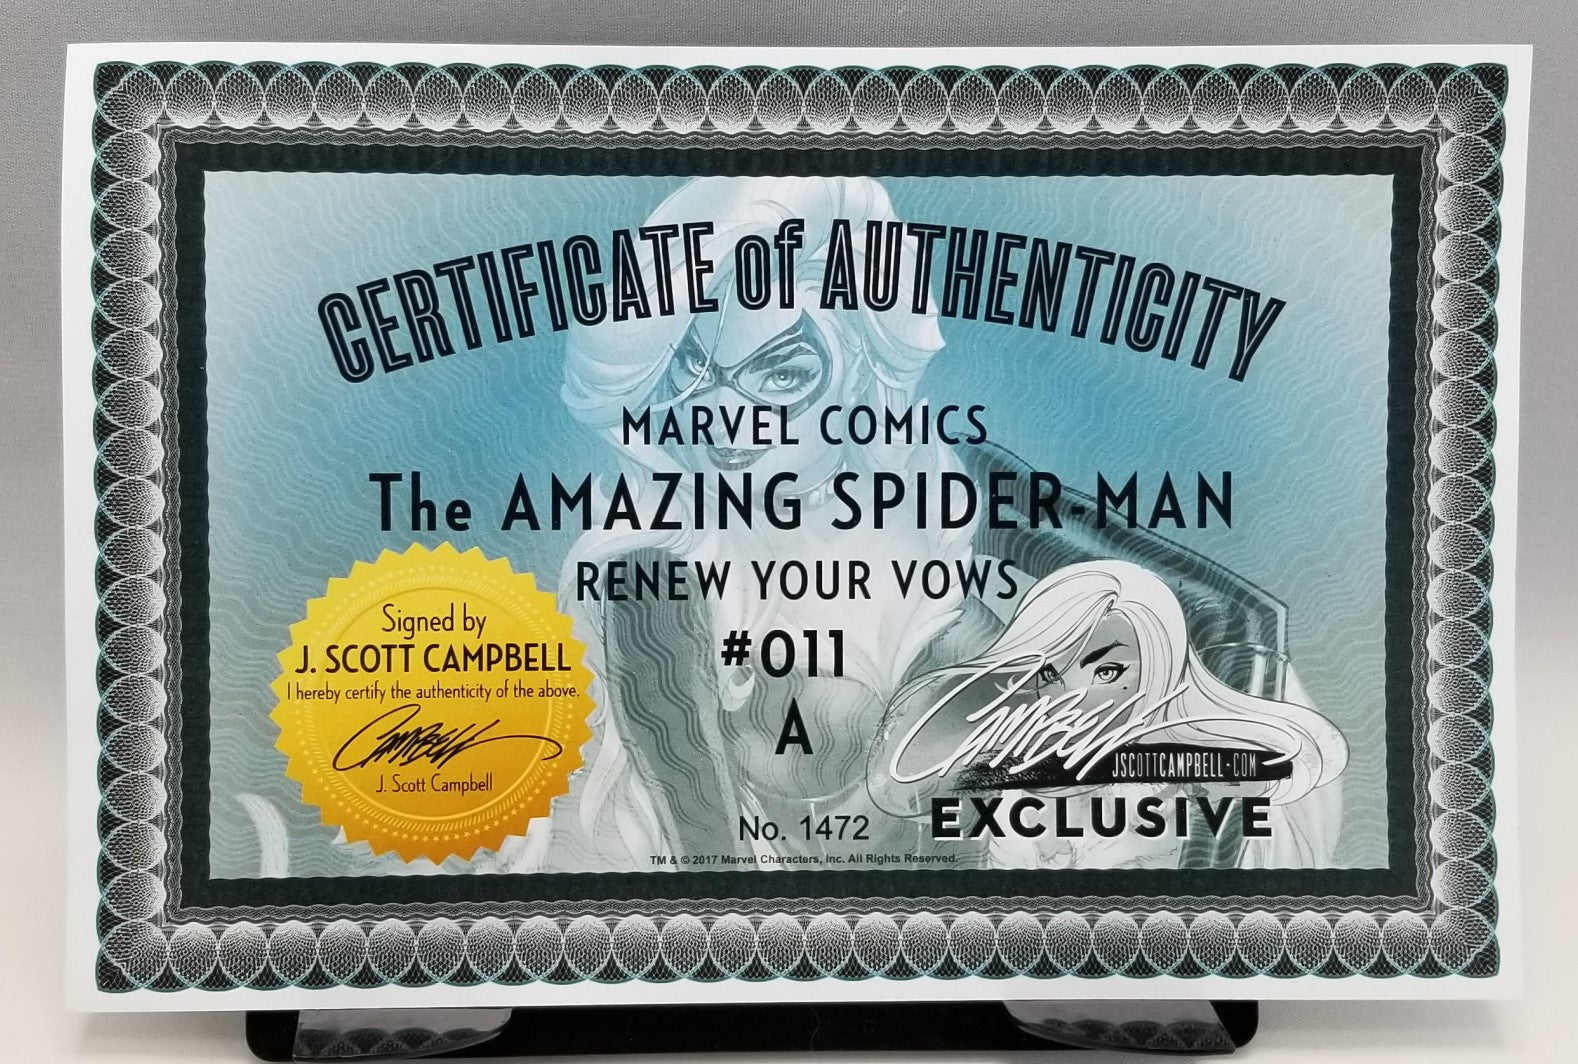 CERTIFICATE of AUTHENTICITY
MARVEL COMICS
The AMAZING SPIDER-MAN
RENEW YOUR VOWS
#011
A
Signed by
J. SCOTT CAMPBELL
I hereby certify the authenticity of the above.
CAMPBELL
J. Scott Campbell
CAMPBELL
JSCOTTCAMPBELL·COM
EXCLUSIVE
No. 1472
TM & © 2017 Marvel Characters, Inc. All Rights Reserved.